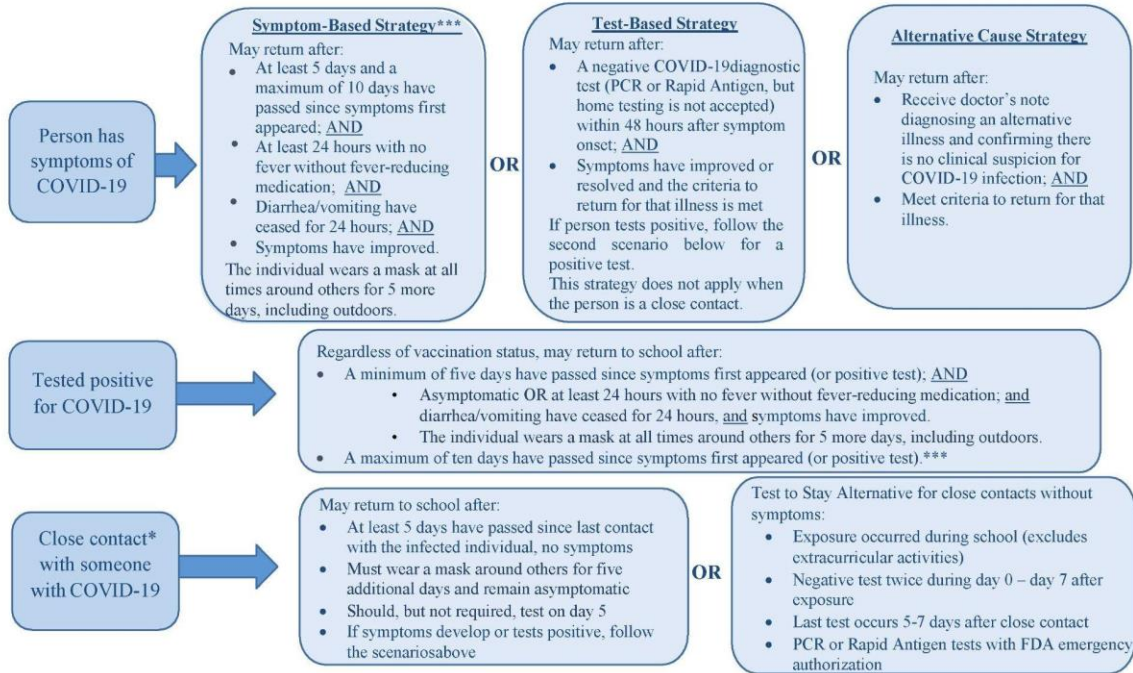 Person has
symptoms of
COVID-19
Symptom-Based Strategy***
May return after:
• At least 5 days and a
maximum of 10 days have
passed since symptoms first
appeared; AND
• At least 24 hours with no
fever without fever-reducing
medication; AND
• Diarrhea/vomiting have
ceased for 24 hours; AND
• Symptoms have improved.
The individual wears a mask at all
times around others for 5 more
days, including outdoors.
OR
Test-Based Strategy
May return after:
• A negative COVID-19diagnostic
test (PCR or Rapid Antigen, but
home testing is not accepted)
within 48 hours after symptom
onset; AND
• Symptoms have improved or
resolved and the criteria to
return for that illness is met
If person tests positive, follow the
second scenario below for a
positive test.
This strategy does not apply when
the person is a close contact.
OR
Alternative Cause Strategy
May return after:
• Receive doctor's note
diagnosing an alternative
illness and confirming there
is no clinical suspicion for
COVID-19 infection; AND
• Meet criteria to return for that
illness.
Tested positive
for COVID-19
Regardless of vaccination status, may return to school after:
• A minimum of five days have passed since symptoms first appeared (or positive test); AND
• Asymptomatic OR at least 24 hours with no fever without fever-reducing medication; and
diarrhea/vomiting have ceased for 24 hours, and symptoms have improved.
• The individual wears a mask at all times around others for 5 more days, including outdoors.
• A maximum of ten days have passed since symptoms first appeared (or positive test).***
Close contact*
with someone
with COVID-19
May return to school after:
• At least 5 days have passed since last contact
with the infected individual, no symptoms
• Must wear a mask around others for five
additional days and remain asymptomatic
• Should, but not required, test on day 5
• If symptoms develop or tests positive, follow
the scenariosabove
OR
Test to Stay Alternative for close contacts without
symptoms:
• Exposure occurred during school (excludes
extracurricular activities)
• Negative test twice during day 0 – day 7 after
exposure
• Last test occurs 5-7 days after close contact
• PCR or Rapid Antigen tests with FDA emergency
authorization